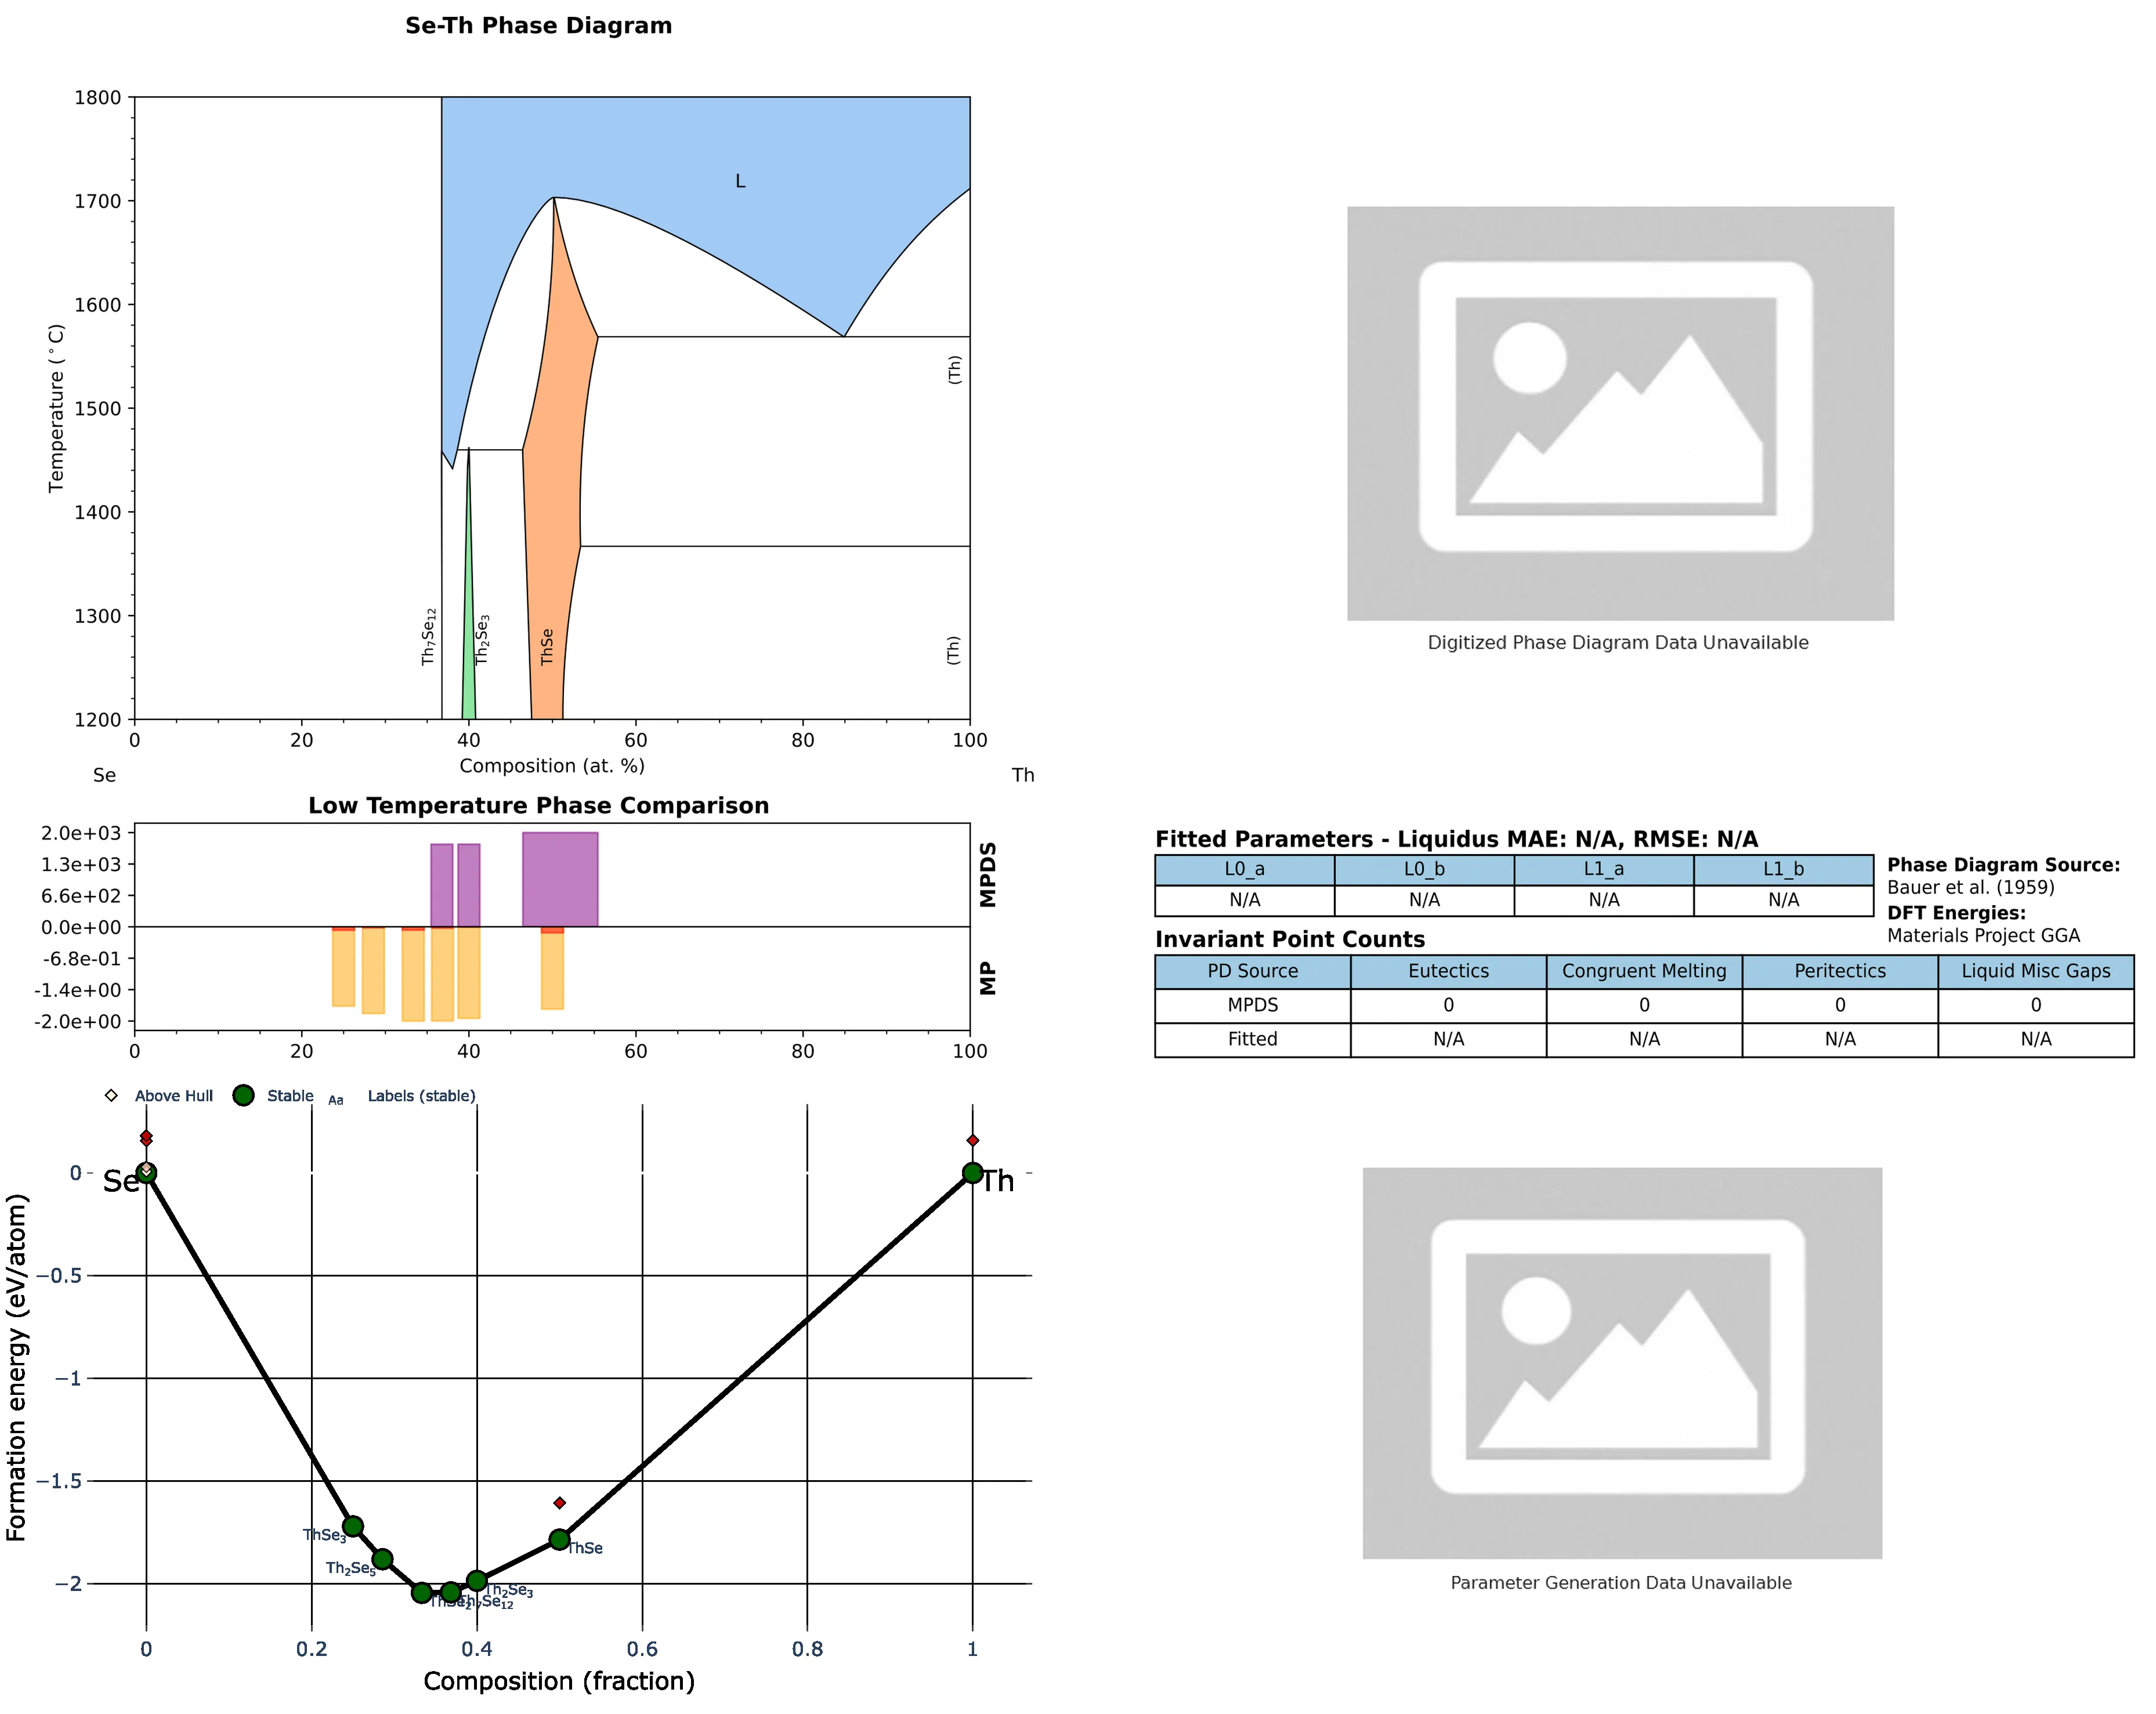 Se-Th Phase Diagram
1800
1700
1600
1500
1400
1300
1200
Temperature (°C)
L
(Th)
(Th)
Th₇Se₁₂
Th₂Se₃
ThSe
0 20 40 60 80 100
Composition (at. %)
Se Th
Digitized Phase Diagram Data Unavailable
Low Temperature Phase Comparison
2.0e+03
1.3e+03
6.6e+02
0.0e+00
-6.8e-01
-1.4e+00
-2.0e+00
MPDS
MP
0 20 40 60 80 100
Fitted Parameters - Liquidus MAE: N/A, RMSE: N/A
L0_a L0_b L1_a L1_b
N/A N/A N/A N/A
Phase Diagram Source:
Bauer et al. (1959)
DFT Energies:
Materials Project GGA
Invariant Point Counts
PD Source Eutectics Congruent Melting Peritectics Liquid Misc Gaps
MPDS 0 0 0 0
Fitted N/A N/A N/A N/A
Above Hull Stable Aa Labels (stable)
0
−0.5
−1
−1.5
−2
Formation energy (eV/atom)
Se
Th
ThSe₃
Th₂Se₅
ThSe₂
Th₇Se₁₂
Th₂Se₃
ThSe
0 0.2 0.4 0.6 0.8 1
Composition (fraction)
Parameter Generation Data Unavailable